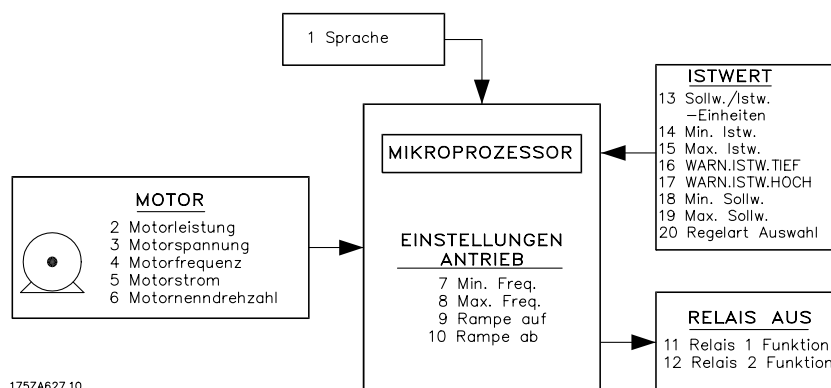 1 Sprache
ISTWERT
13 Sollw./Istw.
-Einheiten
14 Min. Istw.
15 Max. Istw.
16 WARN.ISTW.TIEF
17 WARN.ISTW.HOCH
18 Min. Sollw.
19 Max. Sollw.
20 Regelart Auswahl
MIKROPROZESSOR
MOTOR
2 Motorleistung
3 Motorspannung
4 Motorfrequenz
5 Motorstrom
6 Motornenndrehzahl
EINSTELLUNGEN
ANTRIEB
7 Min. Freq.
8 Max. Freq.
9 Rampe auf
10 Rampe ab
RELAIS AUS
11 Relais 1 Funktion
12 Relais 2 Funktion
175ZA627.10